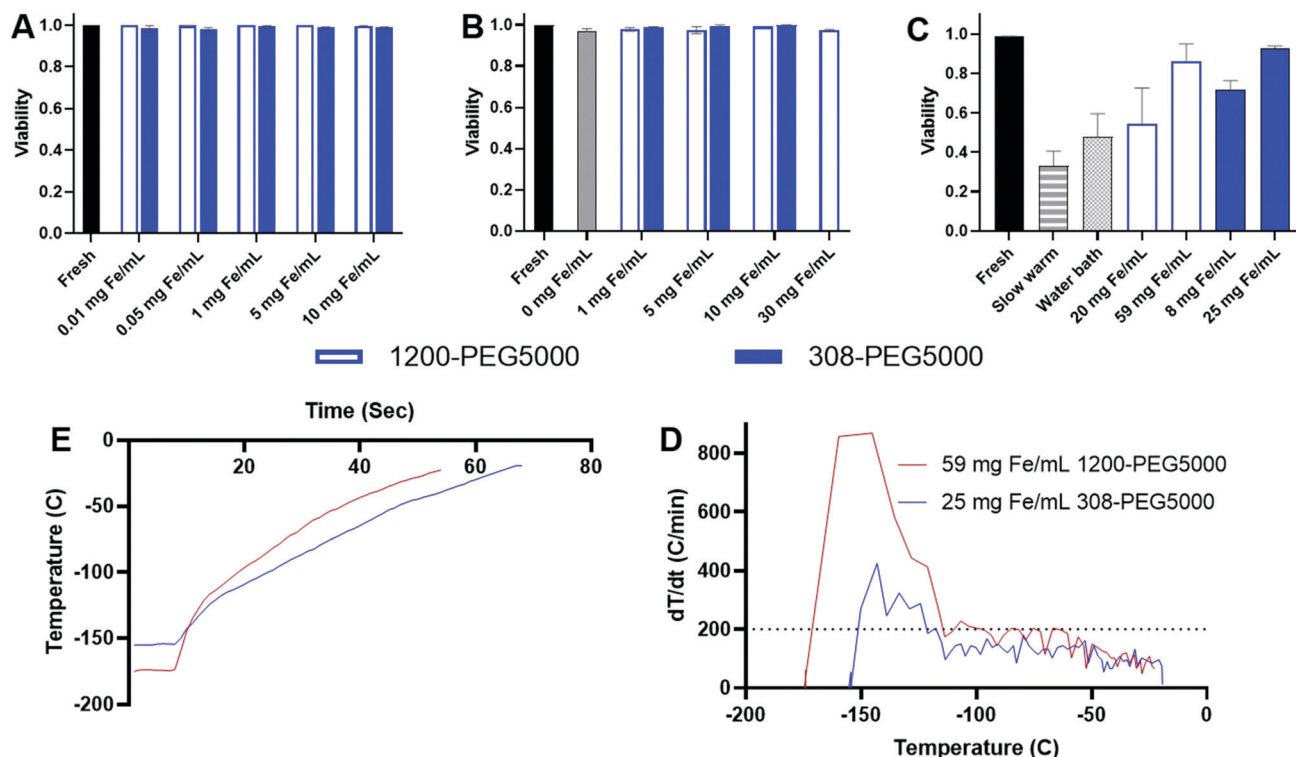 A
Viability
1.0
0.8
0.6
0.4
0.2
0.0
Fresh
0.01 mg Fe/mL
0.05 mg Fe/mL
1 mg Fe/mL
5 mg Fe/mL
10 mg Fe/mL
B
Viability
1.0
0.8
0.6
0.4
0.2
0.0
Fresh
0 mg Fe/mL
1 mg Fe/mL
5 mg Fe/mL
10 mg Fe/mL
30 mg Fe/mL
C
Viability
1.0
0.8
0.6
0.4
0.2
0.0
Fresh
Slow warm
Water bath
20 mg Fe/mL
59 mg Fe/mL
8 mg Fe/mL
25 mg Fe/mL
1200-PEG5000
308-PEG5000
E
Time (Sec)
20
40
60
80
Temperature (C)
0
-50
-100
-150
-200
D
59 mg Fe/mL 1200-PEG5000
25 mg Fe/mL 308-PEG5000
dT/dt (C/min)
800
600
400
200
0
-200
-150
-100
-50
0
Temperature (C)